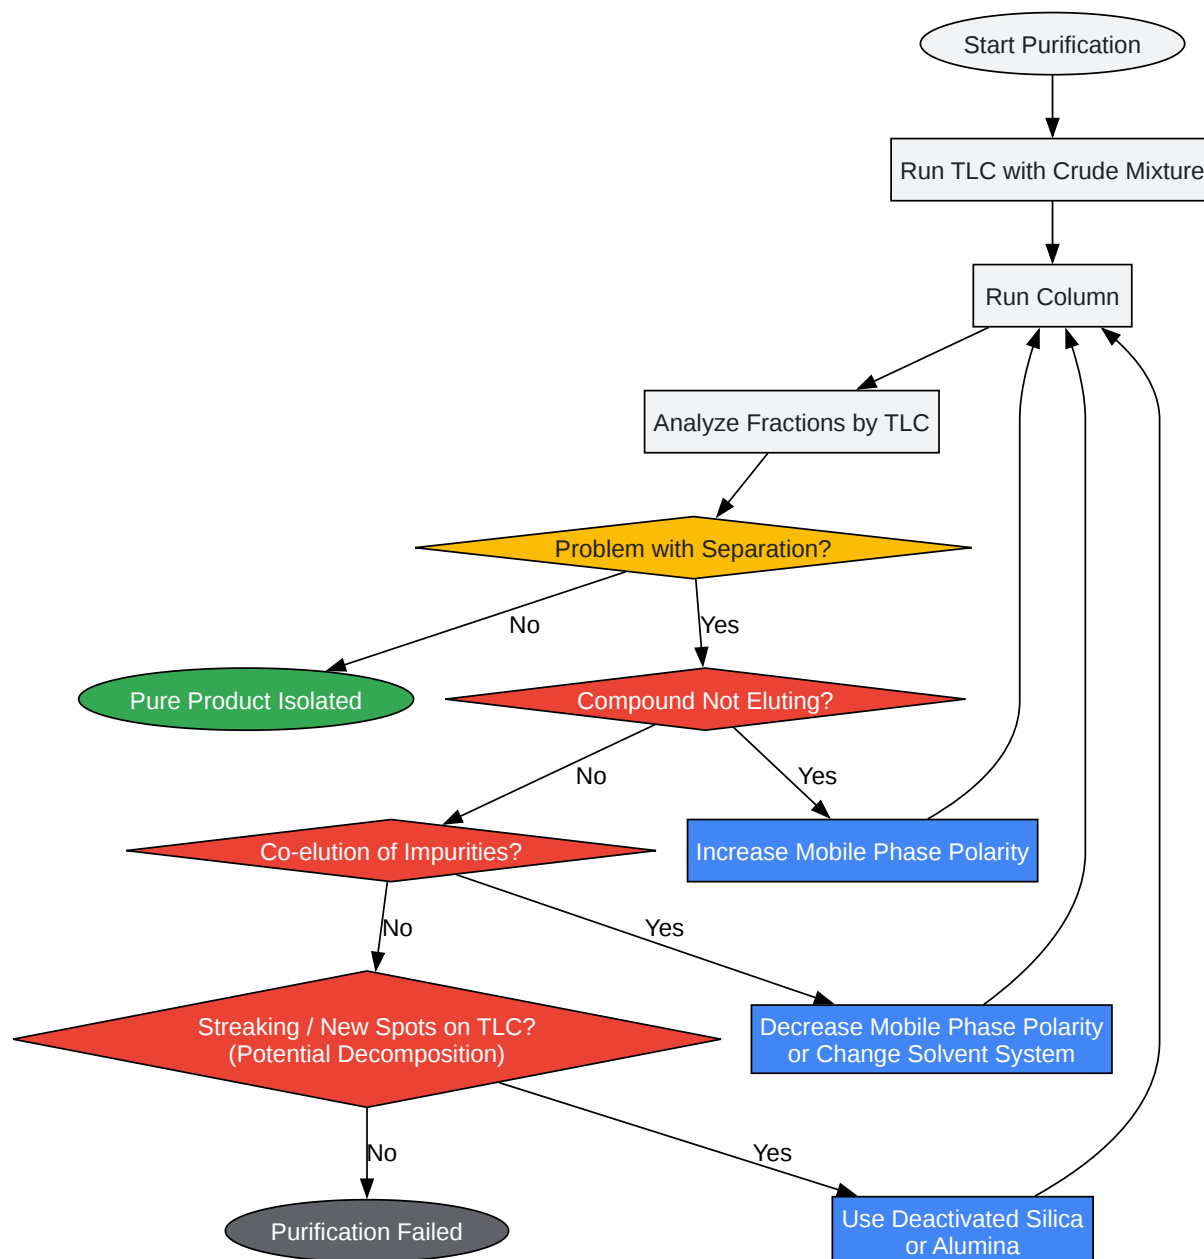 Start Purification
Run TLC with Crude Mixture
Run Column
Analyze Fractions by TLC
Problem with Separation?
No
Yes
Pure Product Isolated
Compound Not Eluting?
No
Yes
Co-elution of Impurities?
Increase Mobile Phase Polarity
No
Yes
Streaking / New Spots on TLC?
(Potential Decomposition)
Decrease Mobile Phase Polarity
or Change Solvent System
No
Yes
Purification Failed
Use Deactivated Silica
or Alumina